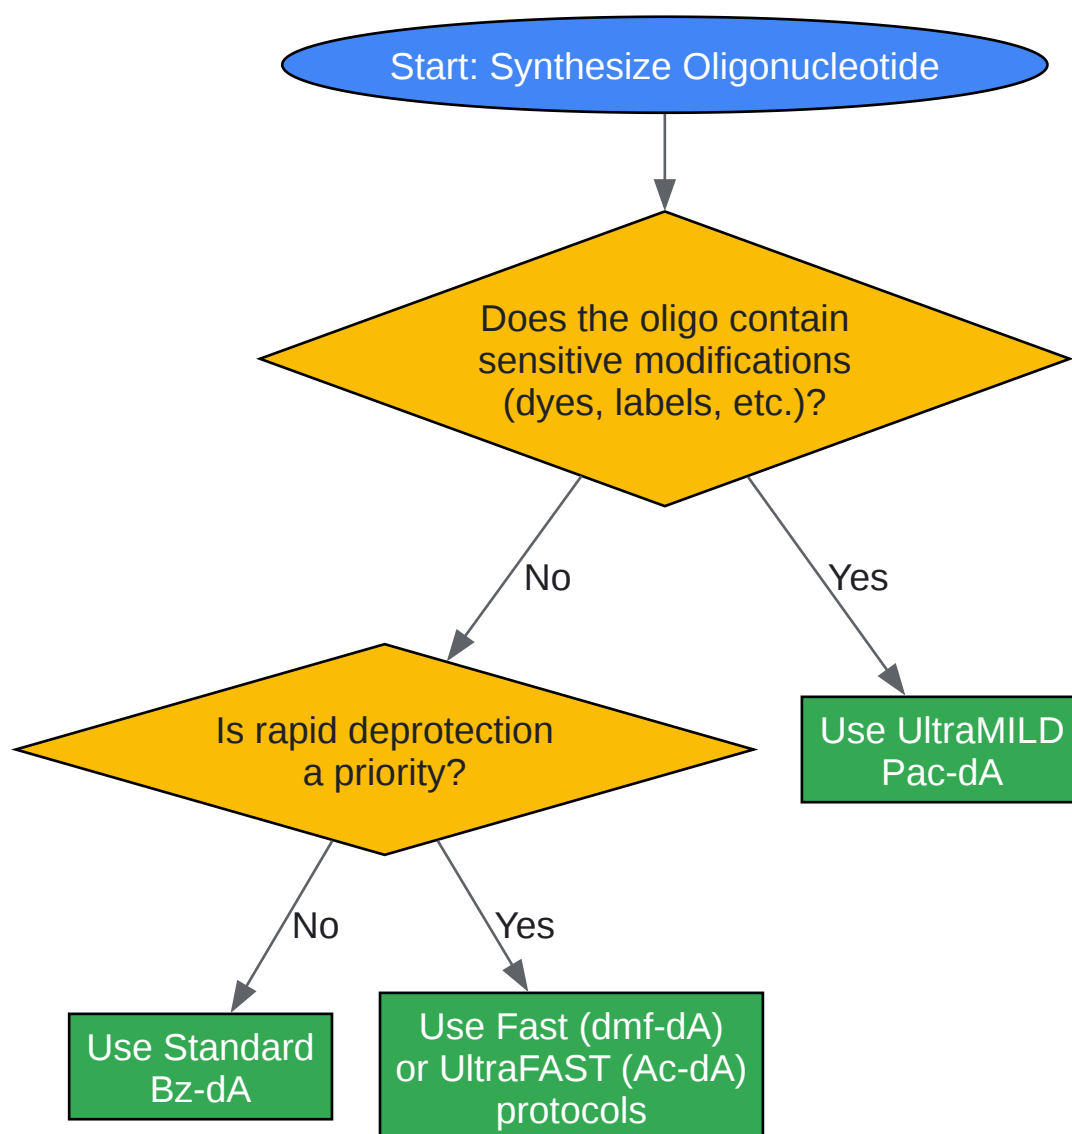 Start: Synthesize Oligonucleotide
Does the oligo contain
sensitive modifications
(dyes, labels, etc.)?
No
Yes
Is rapid deprotection
a priority?
Use UltraMILD
Pac-dA
No
Yes
Use Standard
Bz-dA
Use Fast (dmf-dA)
or UltraFAST (Ac-dA)
protocols